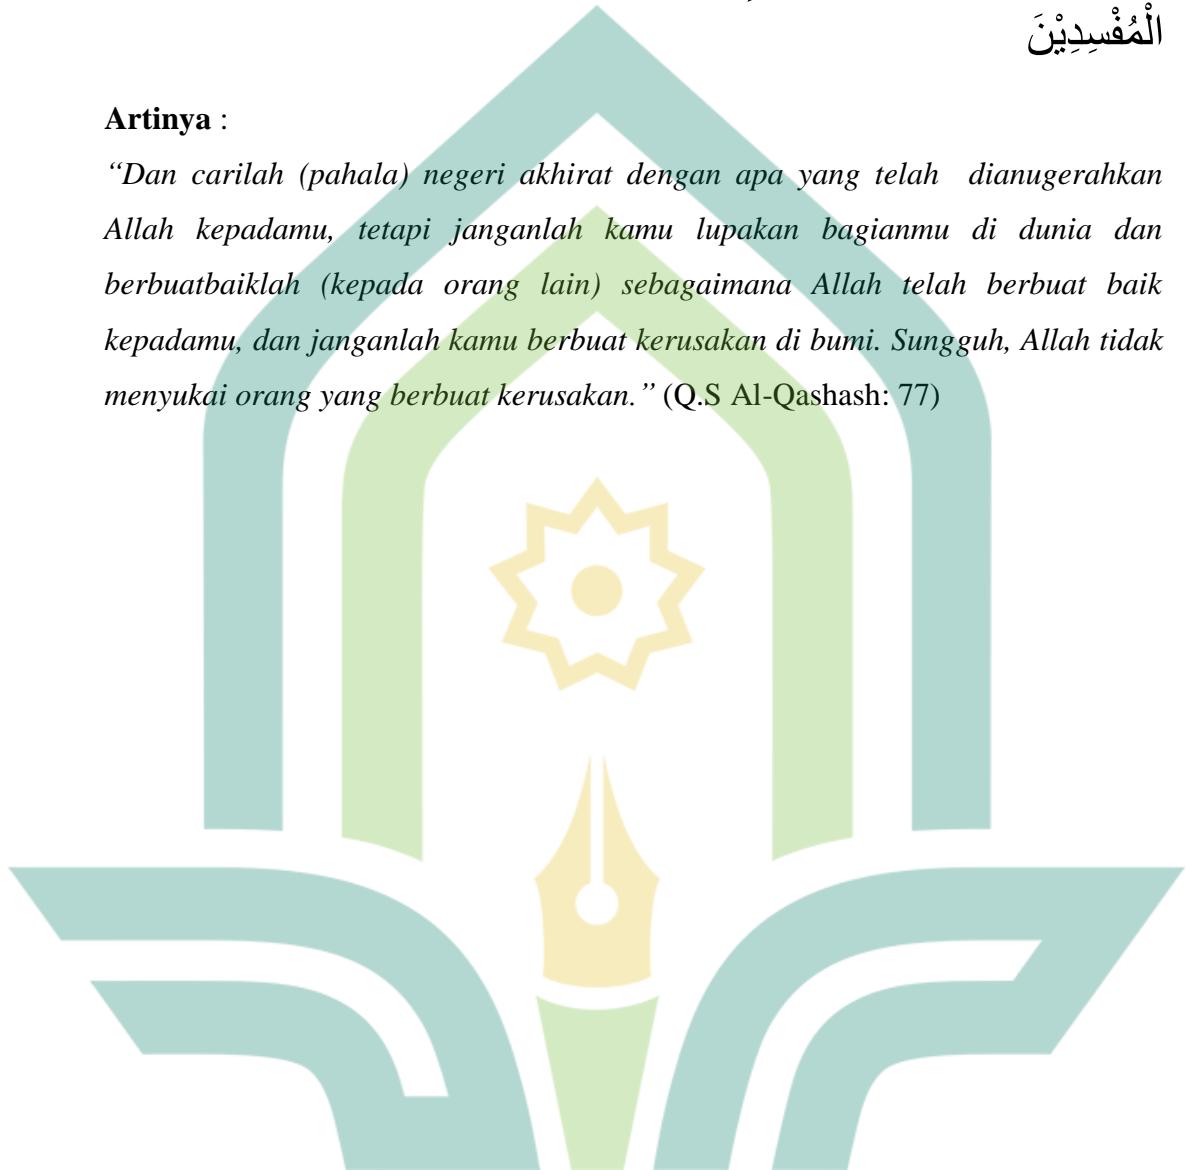 الْمُفْسِدِيْنَ
Artinya :
“Dan carilah (pahala) negeri akhirat dengan apa yang telah dianugerahkan
Allah kepadamu, tetapi janganlah kamu lupakan bagianmu di dunia dan
berbuatbaiklah (kepada orang lain) sebagaimana Allah telah berbuat baik
kepadamu, dan janganlah kamu berbuat kerusakan di bumi. Sungguh, Allah tidak
menyukai orang yang berbuat kerusakan.” (Q.S Al-Qashash: 77)